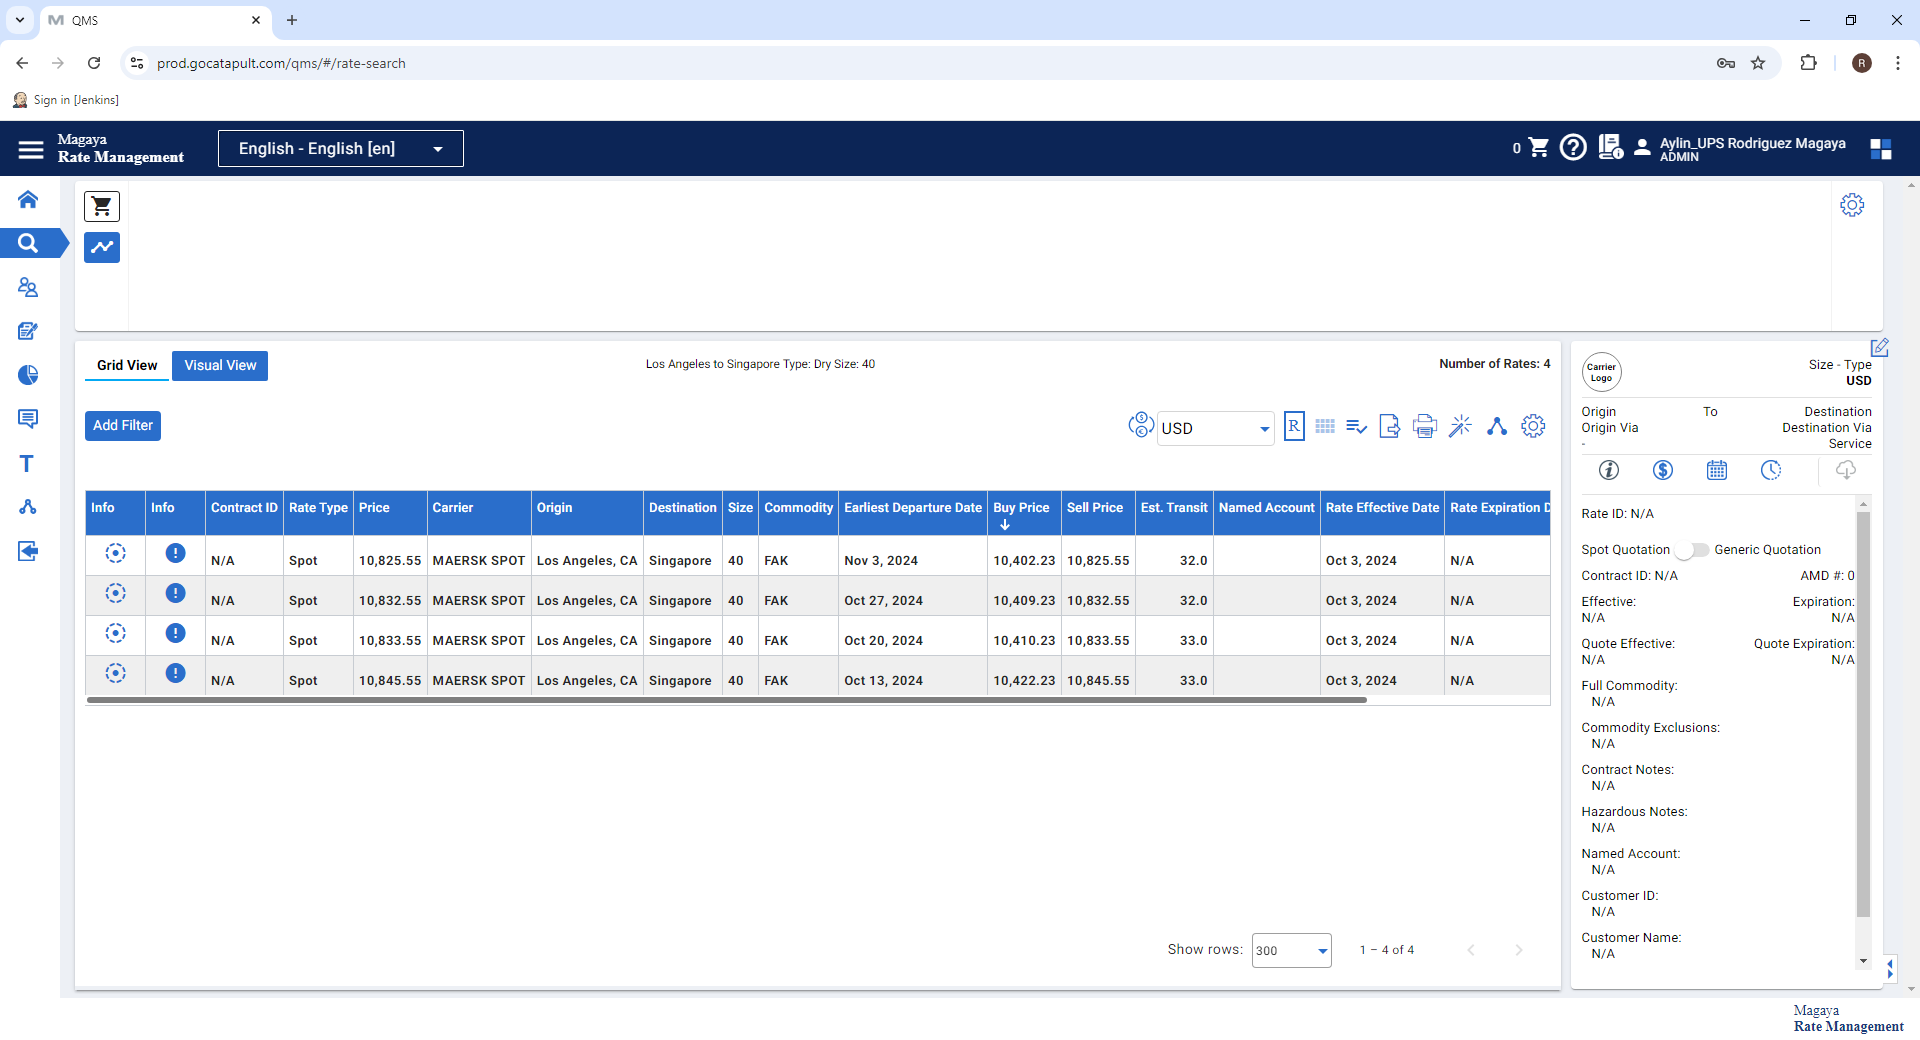 QMS
prod.gocatapult.com/qms/#/rate-search
R
Sign in [Jenkins]
Magaya
Rate Management
English - English [en]
0
Aylin_UPS Rodriguez Magaya
ADMIN
Grid View
Visual View
Los Angeles to Singapore Type: Dry Size: 40
Number of Rates: 4
Add Filter
USD
R
Info Info Contract ID Rate Type Price Carrier Origin Destination Size Commodity Earliest Departure Date Buy Price Sell Price Est. Transit Named Account Rate Effective Date Rate Expiration D
N/A Spot 10,825.55 MAERSK SPOT Los Angeles, CA Singapore 40 FAK Nov 3, 2024 10,402.23 10,825.55 32.0 Oct 3, 2024 N/A
N/A Spot 10,832.55 MAERSK SPOT Los Angeles, CA Singapore 40 FAK Oct 27, 2024 10,409.23 10,832.55 32.0 Oct 3, 2024 N/A
N/A Spot 10,833.55 MAERSK SPOT Los Angeles, CA Singapore 40 FAK Oct 20, 2024 10,410.23 10,833.55 33.0 Oct 3, 2024 N/A
N/A Spot 10,845.55 MAERSK SPOT Los Angeles, CA Singapore 40 FAK Oct 13, 2024 10,422.23 10,845.55 33.0 Oct 3, 2024 N/A
Show rows: 300 1 – 4 of 4
Carrier
Logo
Size - Type
USD
Origin To Destination
Origin Via Destination Via
- Service
Rate ID: N/A
Spot Quotation Generic Quotation
Contract ID: N/A AMD #: 0
Effective: Expiration:
N/A N/A
Quote Effective: Quote Expiration:
N/A N/A
Full Commodity:
N/A
Commodity Exclusions:
N/A
Contract Notes:
N/A
Hazardous Notes:
N/A
Named Account:
N/A
Customer ID:
N/A
Customer Name:
N/A
Magaya
Rate Management